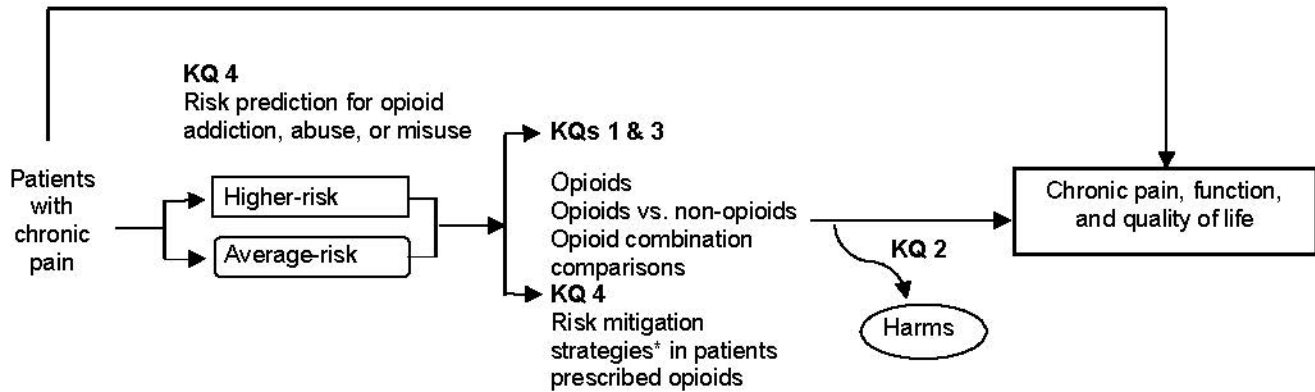 KQ 4
Risk prediction for opioid
addiction, abuse, or misuse
Patients
with
chronic
pain
Higher-risk
Average-risk
KQs 1 & 3
Opioids
Opioids vs. non-opioids
Opioid combination
comparisons
KQ 4
Risk mitigation
strategies* in patients
prescribed opioids
KQ 2
Harms
Chronic pain, function,
and quality of life